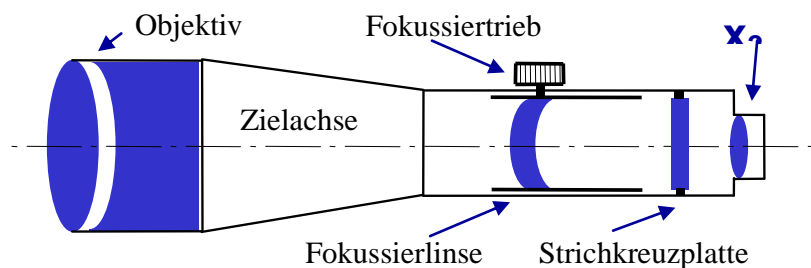 Objektiv
Fokussiertrieb
Zielachse
Fokussierlinse
Strichkreuzplatte